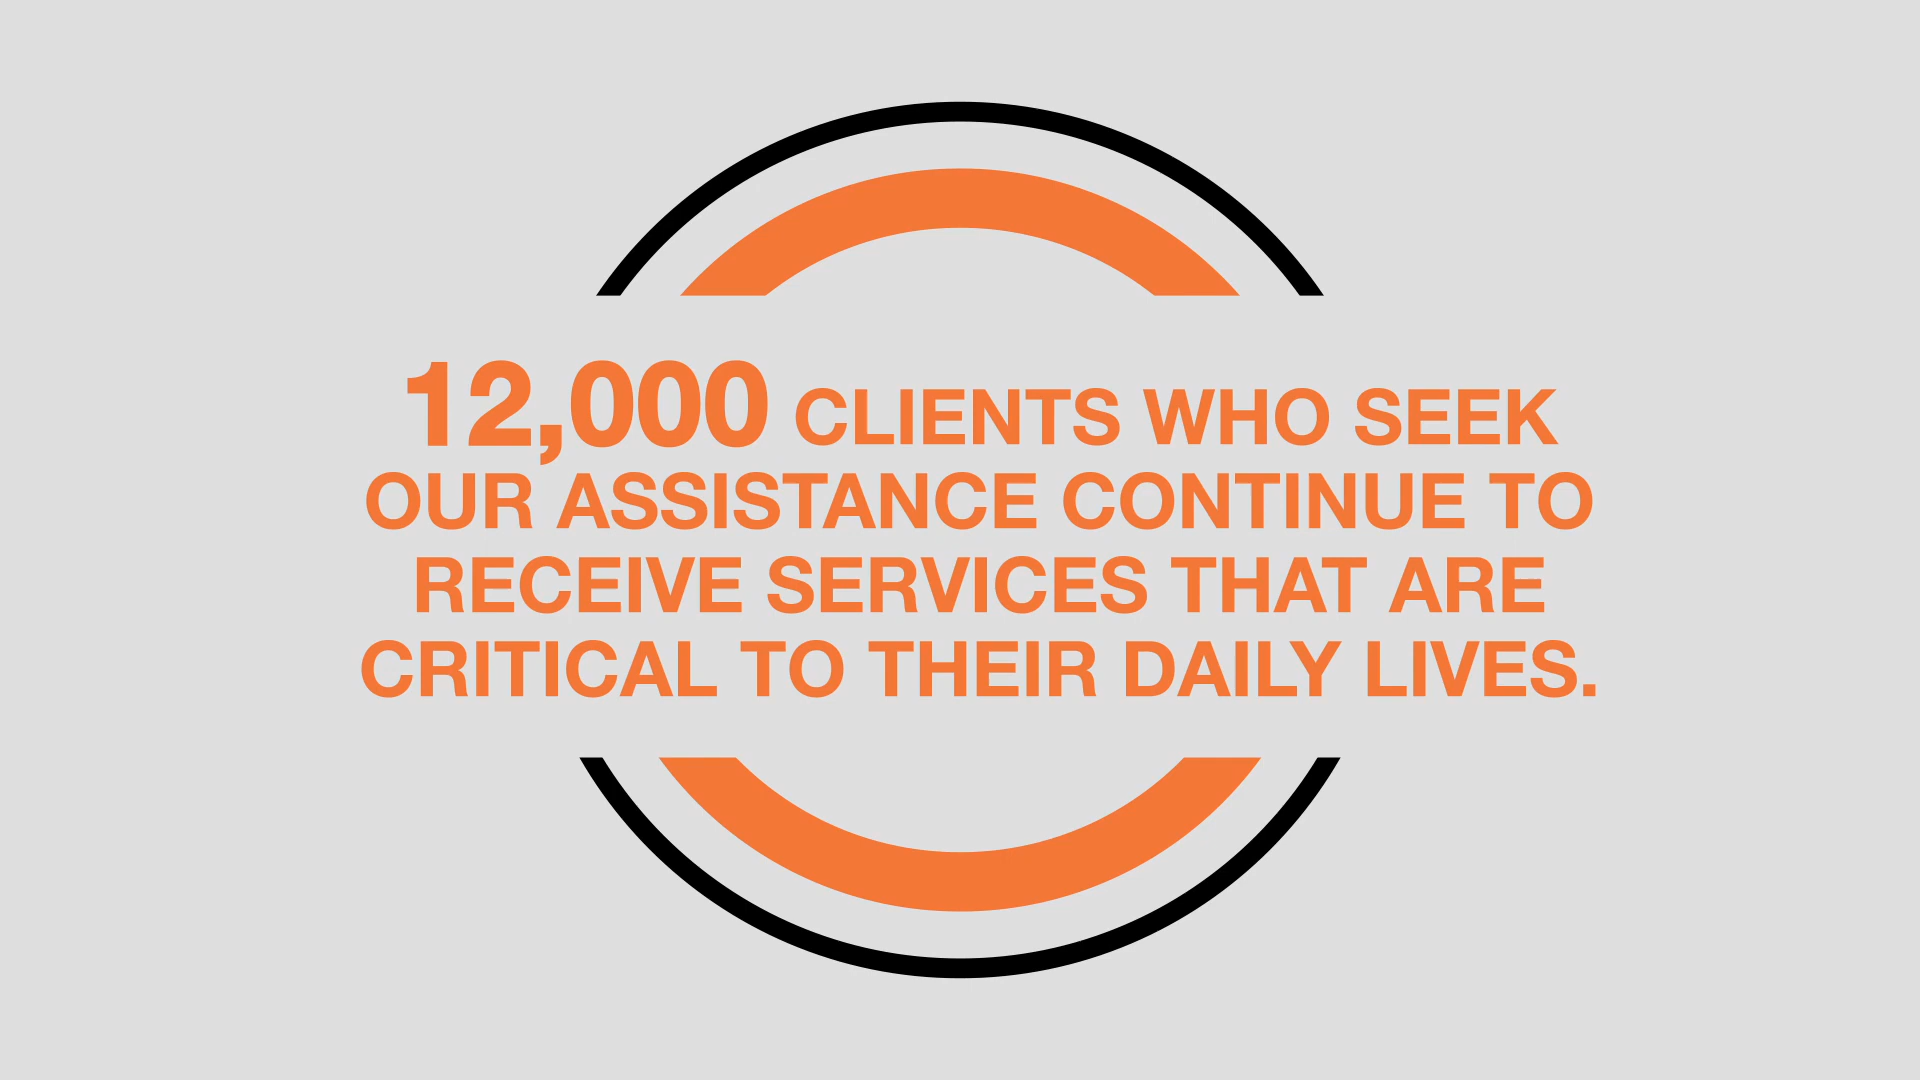 12,000 CLIENTS WHO SEEK
OUR ASSISTANCE CONTINUE TO
RECEIVE SERVICES THAT ARE
CRITICAL TO THEIR DAILY LIVES.